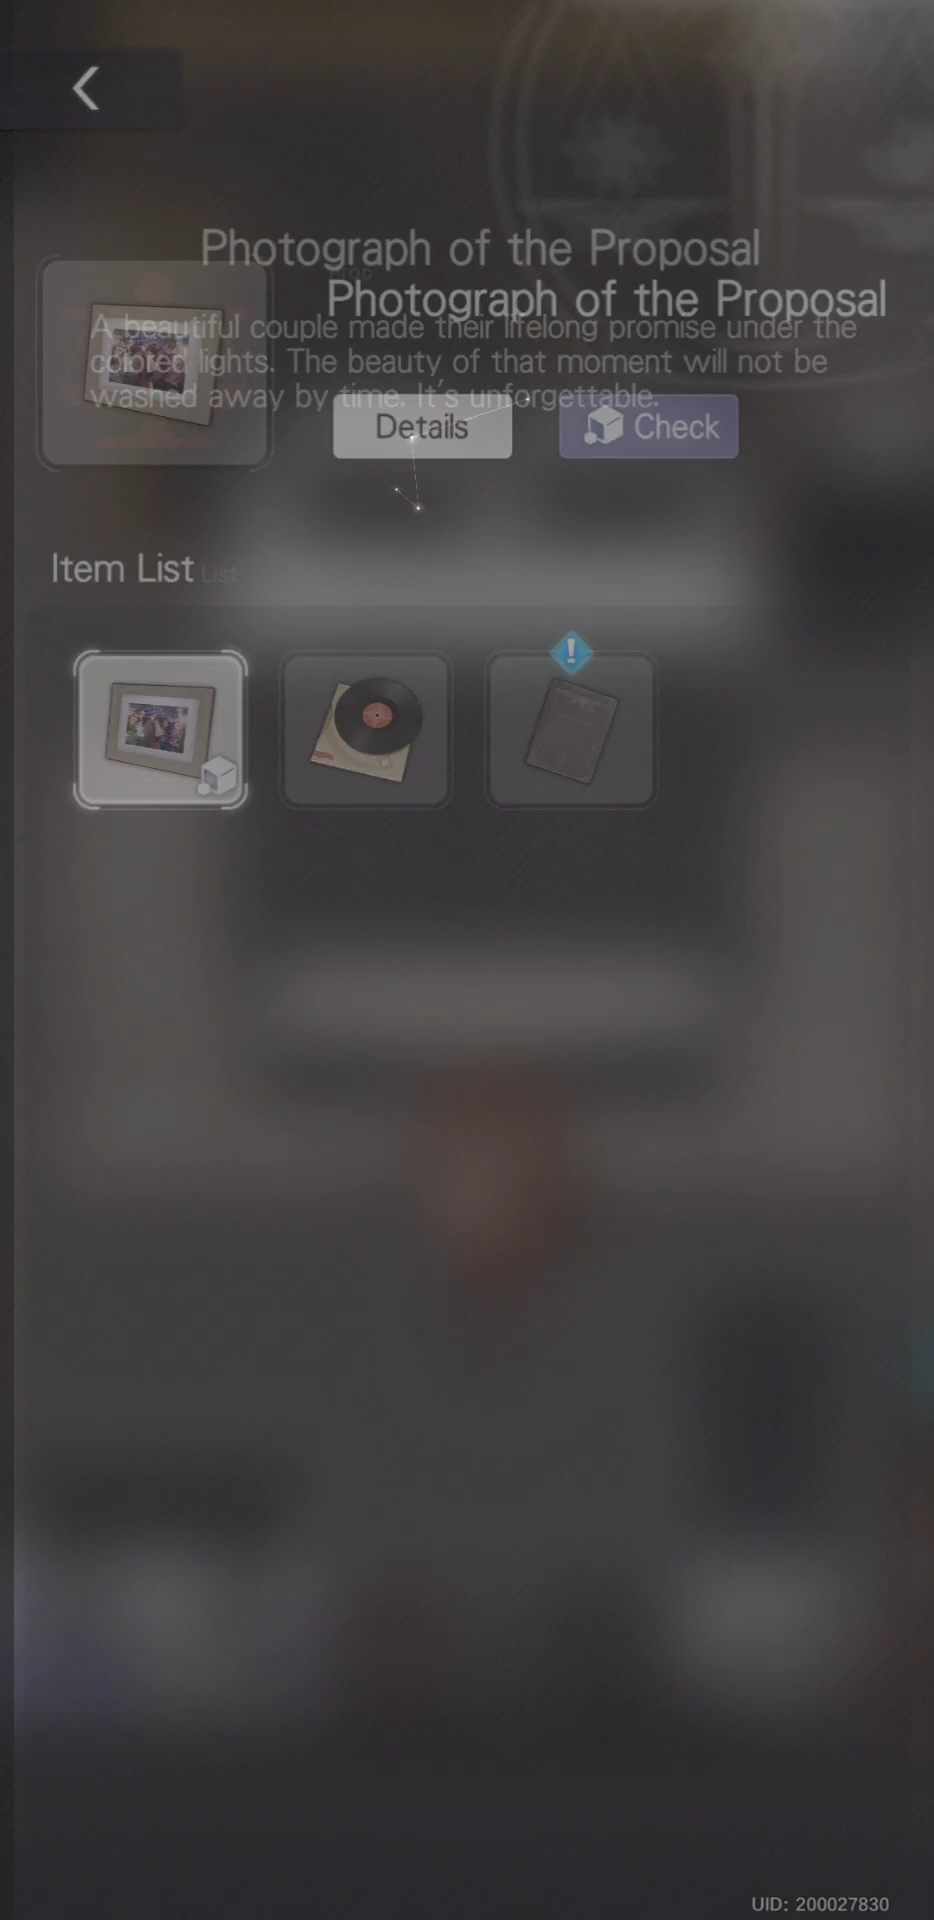 Photograph of the Proposal
Photograph of the Proposal
A beautiful couple made their lifelong promise under the
colored lights. The beauty of that moment will not be
washed away by time. It's unforgettable.
Details
Check
Item List
List
UID: 200027830